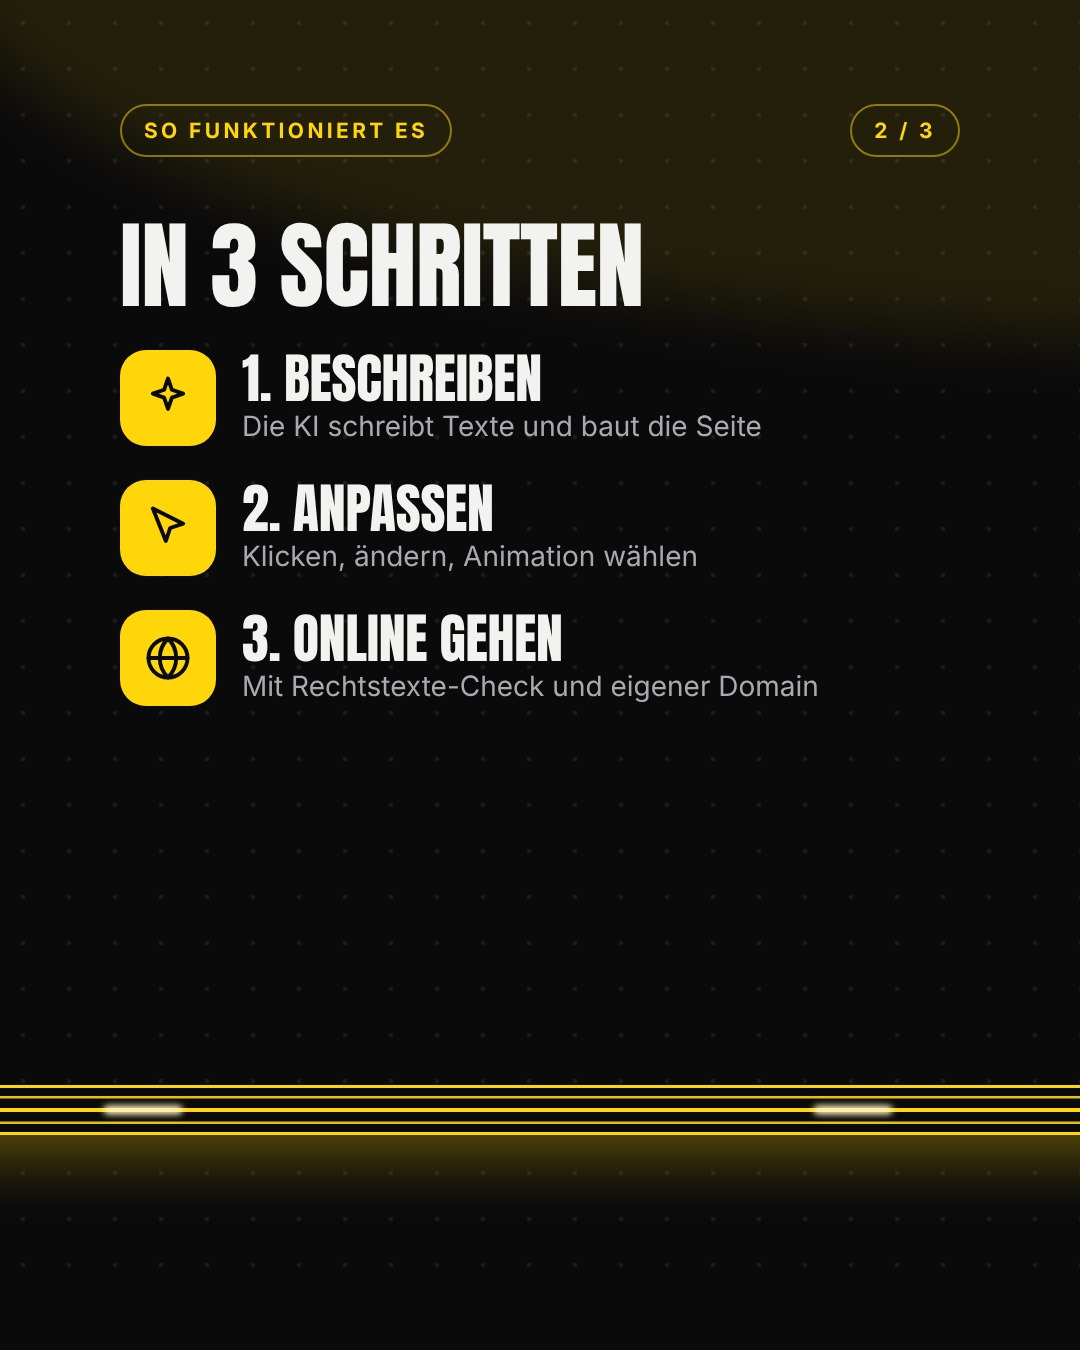 SO FUNKTIONIERT ES
2 / 3
IN 3 SCHRITTEN
1. BESCHREIBEN
Die KI schreibt Texte und baut die Seite
2. ANPASSEN
Klicken, ändern, Animation wählen
3. ONLINE GEHEN
Mit Rechtstexte-Check und eigener Domain